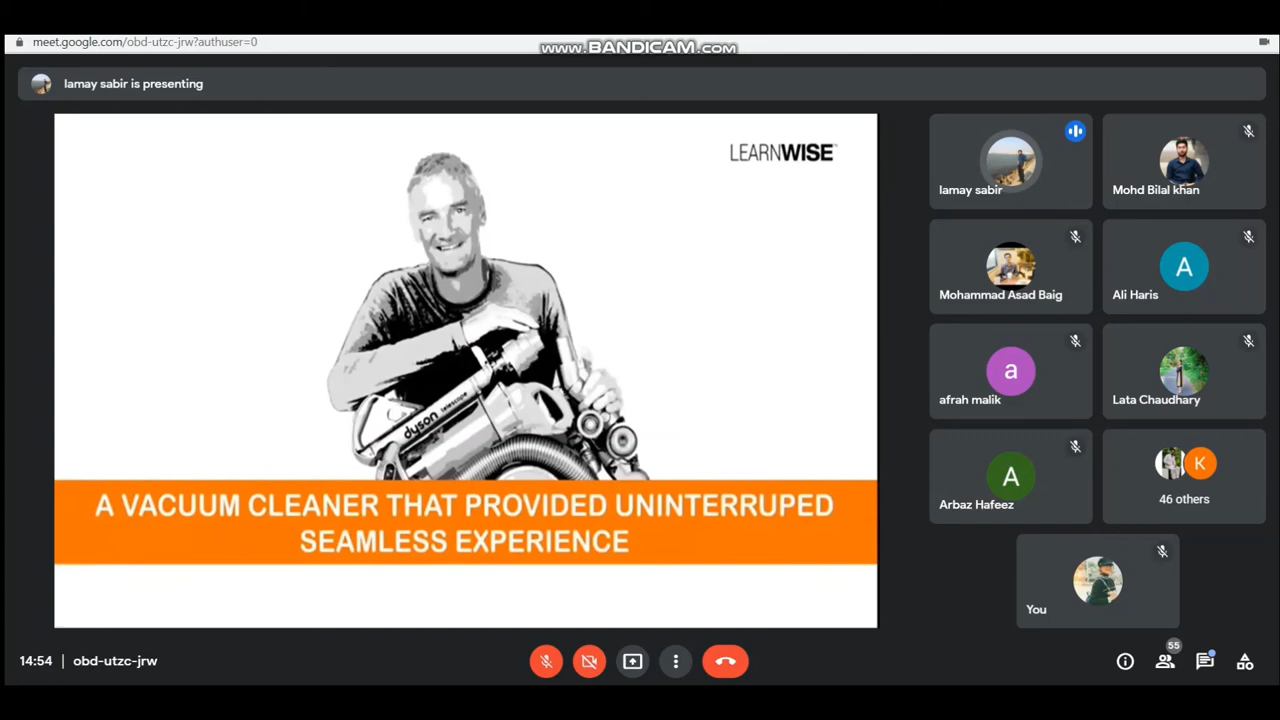 meet.google.com/obd-utzc-jrw?authuser=0
www.BANDICAM.com
lamay sabir is presenting
LEARNWISE
dyson telescope
A VACUUM CLEANER THAT PROVIDED UNINTERRUPED
SEAMLESS EXPERIENCE
lamay sabir
Mohd Bilal khan
Mohammad Asad Baig
A
Ali Haris
a
afrah malik
Lata Chaudhary
A
Arbaz Hafeez
K
46 others
You
14:54 | obd-utzc-jrw
55